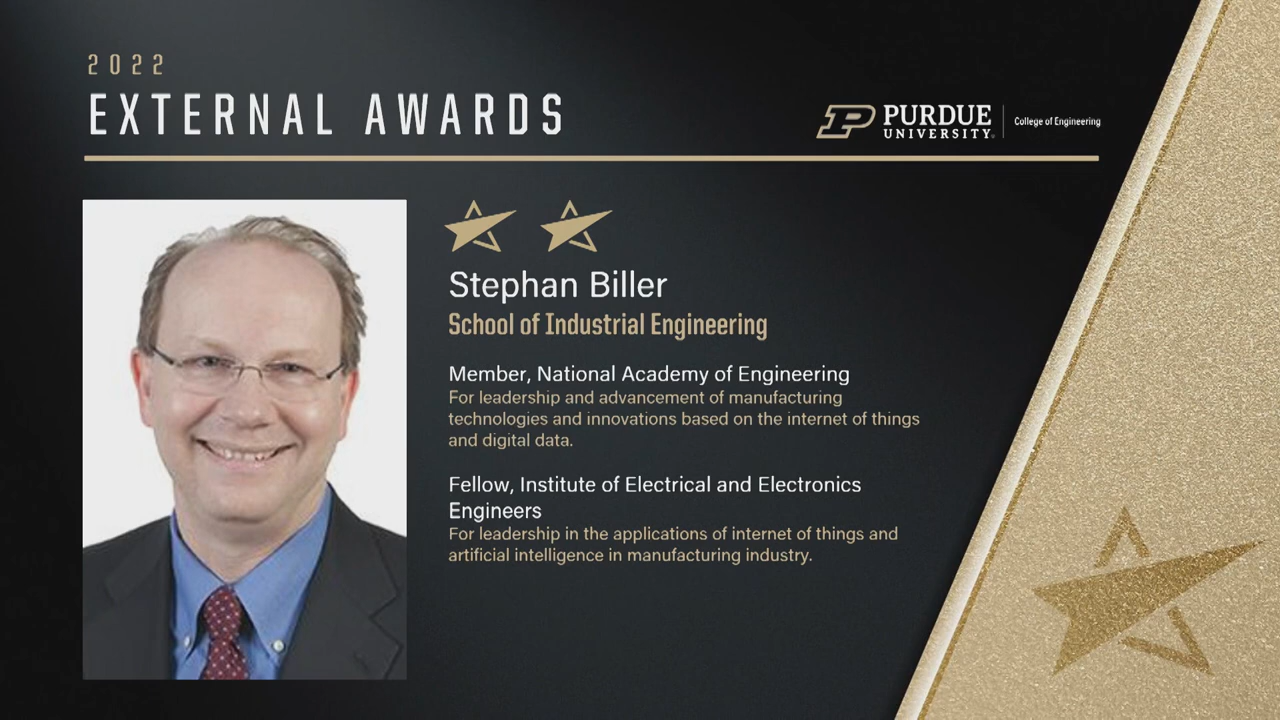 2022
EXTERNAL AWARDS
PURDUE
UNIVERSITY®
College of Engineering
Stephan Biller
School of Industrial Engineering
Member, National Academy of Engineering
For leadership and advancement of manufacturing
technologies and innovations based on the internet of things
and digital data.
Fellow, Institute of Electrical and Electronics
Engineers
For leadership in the applications of internet of things and
artificial intelligence in manufacturing industry.